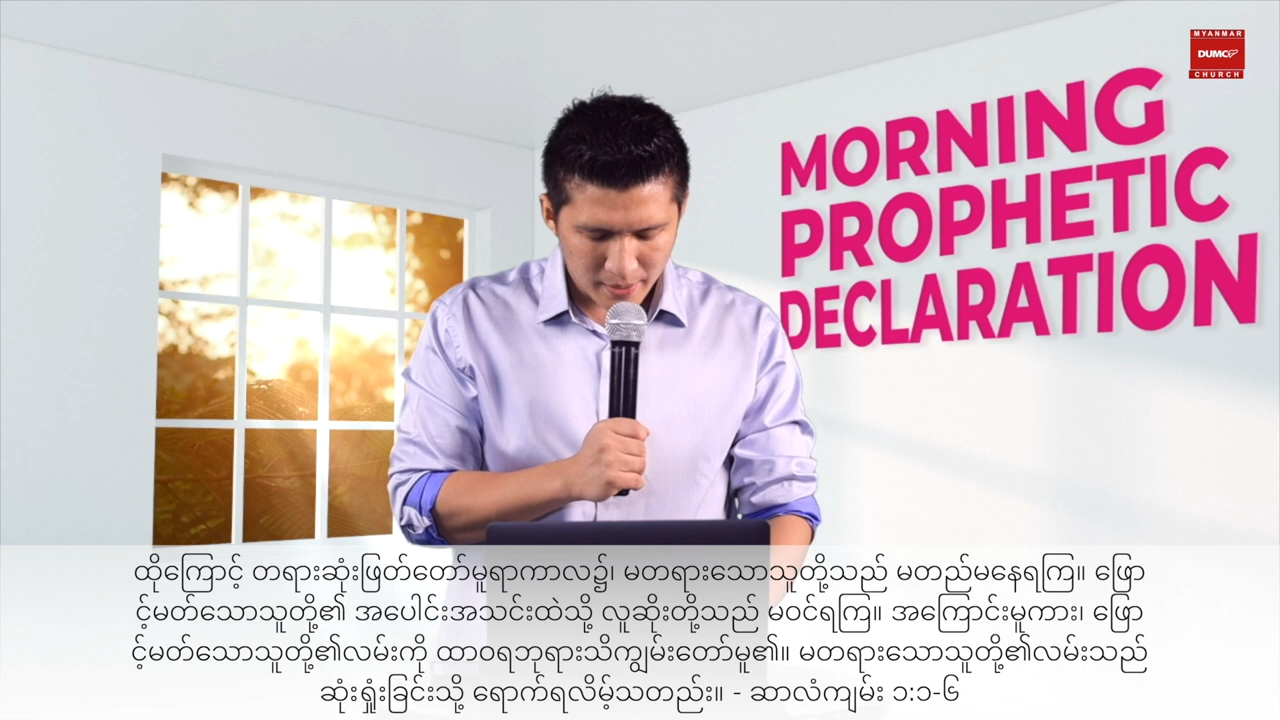 MYANMAR
DUMC
CHURCH
MORNING
PROPHETIC
DECLARATION
ထိုကြောင့် တရားဆုံးဖြတ်တော်မူရာကာလ၌၊ မတရားသောသူတို့သည် မတည်မနေရကြ။ ဖြော
င့်မတ်သောသူတို့၏ အပေါင်းအသင်းထဲသို့ လူဆိုးတို့သည် မဝင်ရကြ။ အကြောင်းမူကား၊ ဖြော
င့်မတ်သောသူတို့၏လမ်းကို ထာဝရဘုရားသိကျွမ်းတော်မူ၏။ မတရားသောသူတို့၏လမ်းသည်
ဆုံးရှုံးခြင်းသို့ ရောက်ရလိမ့်သတည်း။ - ဆာလံကျမ်း ၁:၁-၆